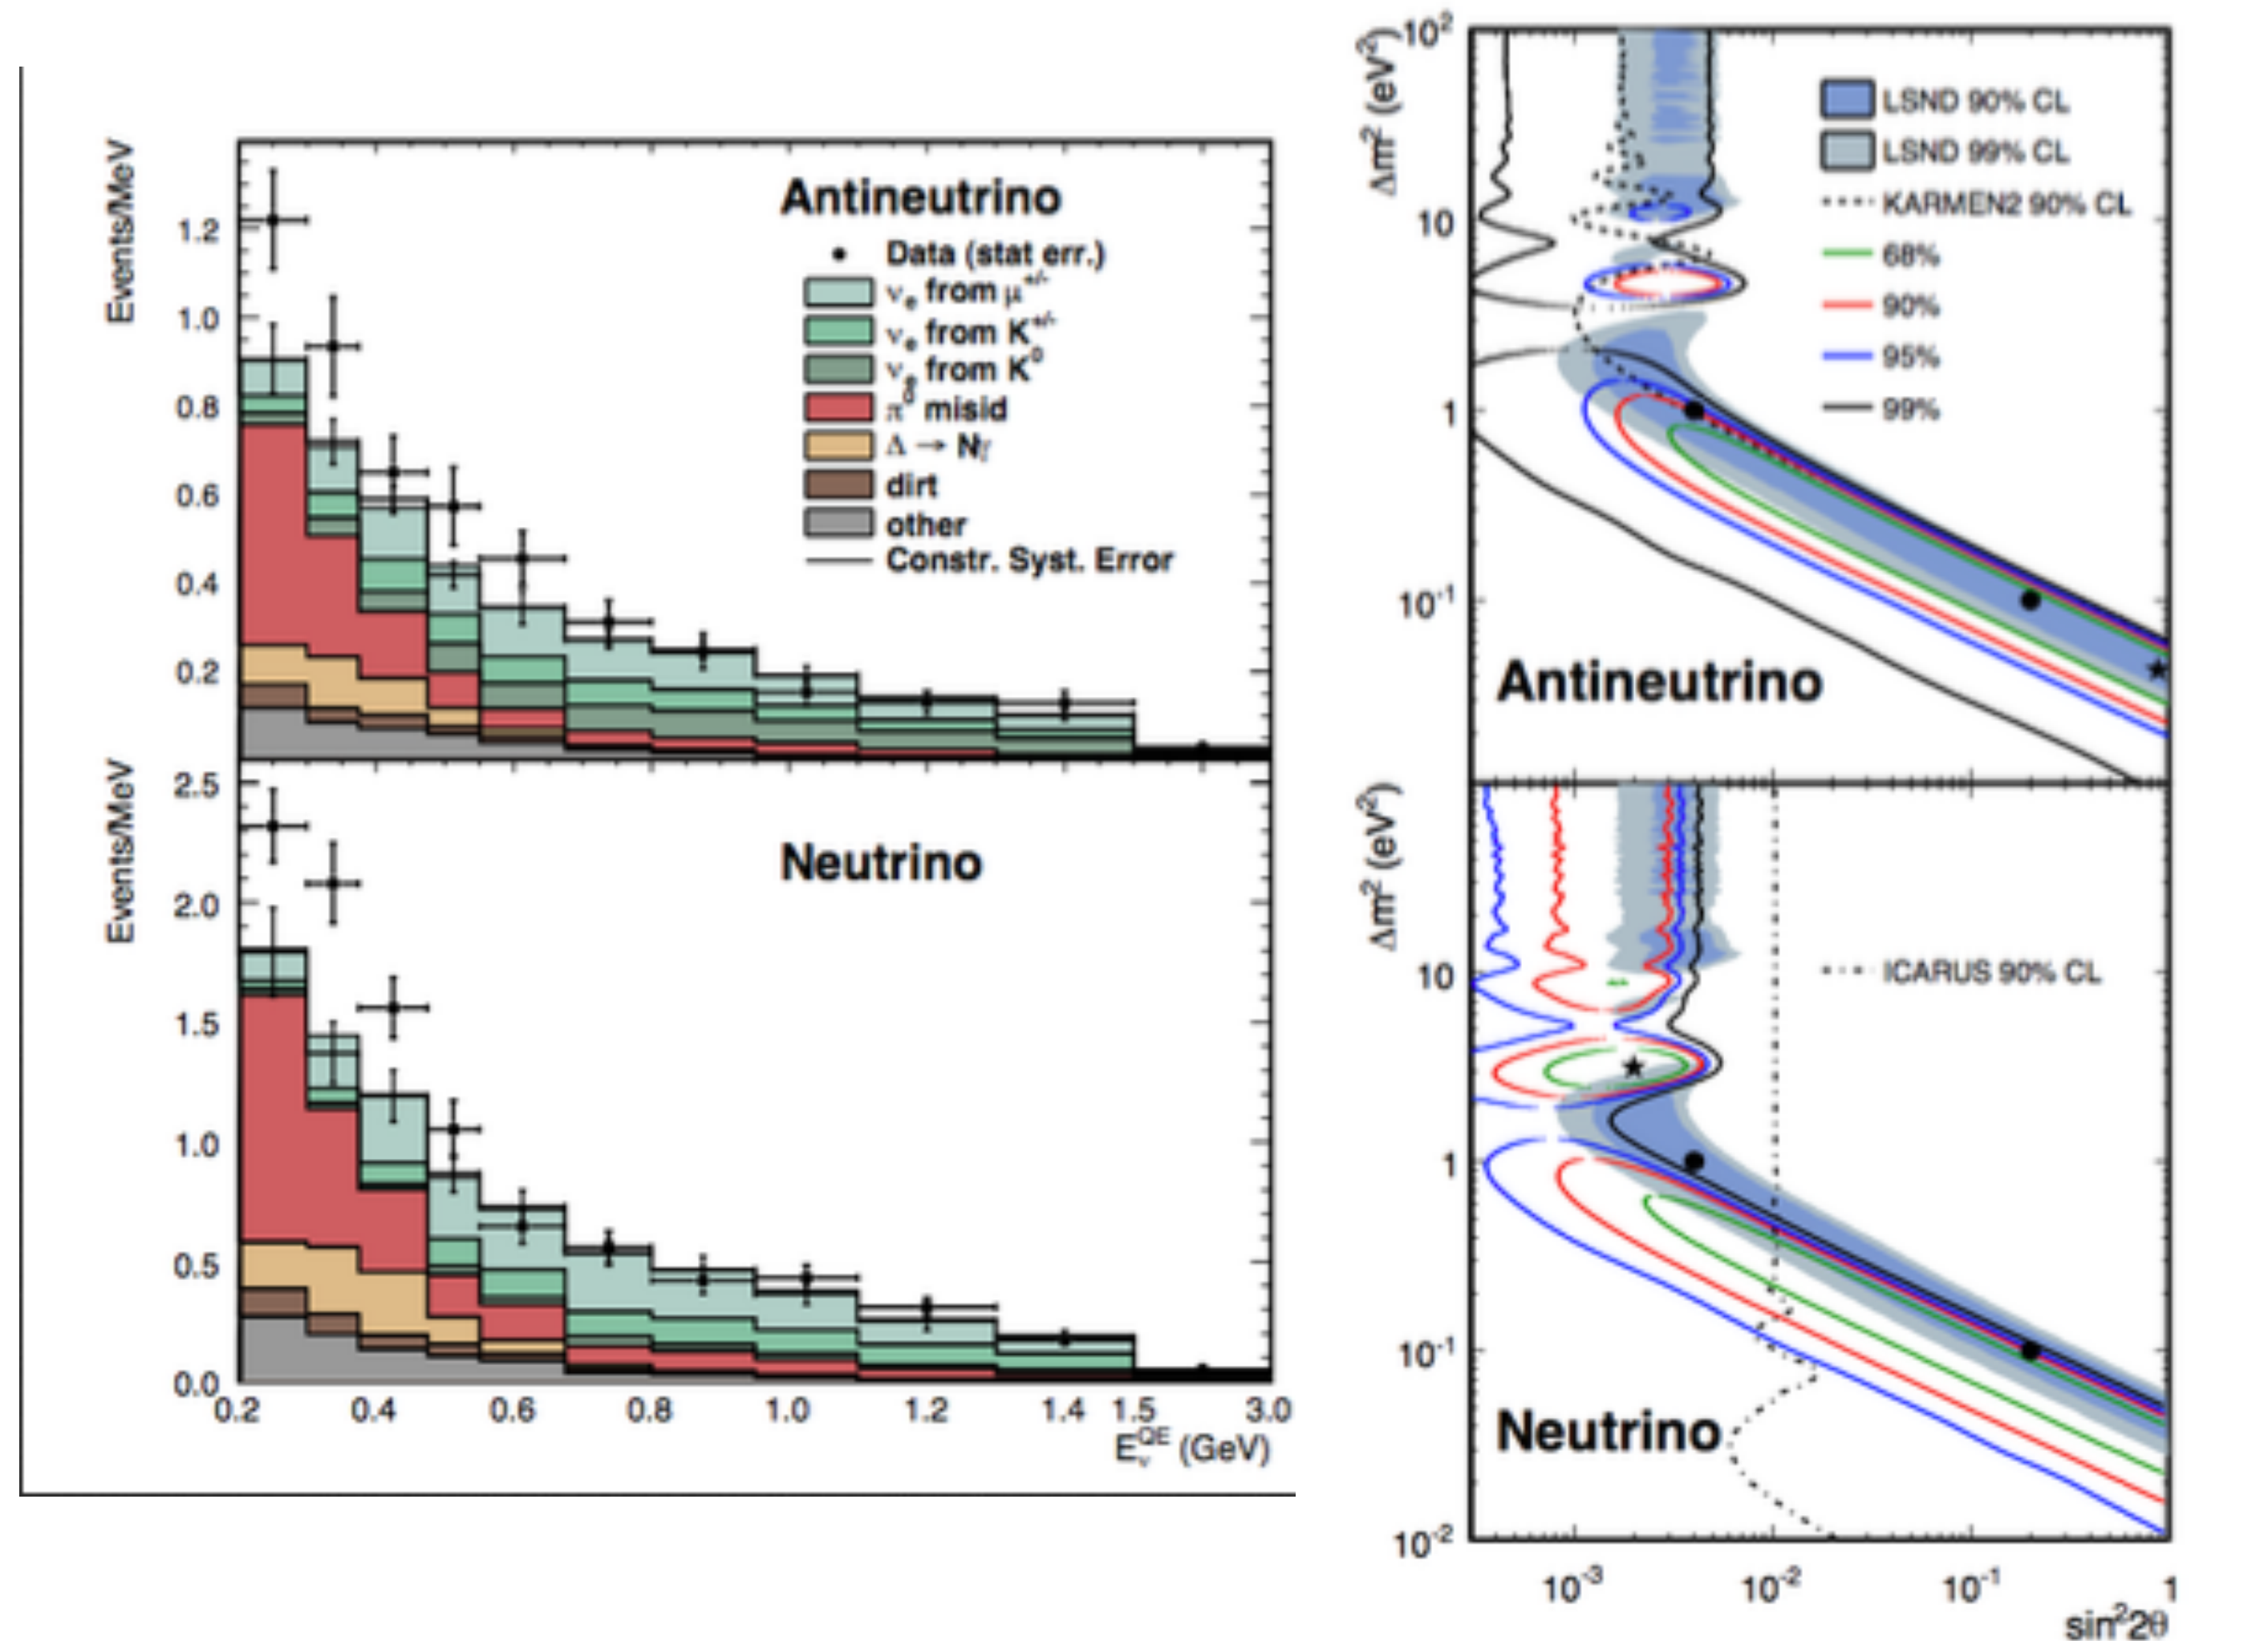 Events/MeV
1.2
1.0
0.8
0.6
0.4
0.2
Antineutrino
Data (stat err.)
νe from μ+/-
νe from K+/-
νe from K0
π0 misid
Δ → Nγ
dirt
other
Constr. Syst. Error
Events/MeV
2.5
2.0
1.5
1.0
0.5
0.0
Neutrino
0.2 0.4 0.6 0.8 1.0 1.2 1.4 1.5 3.0
EνQE (GeV)
Δm2 (eV2)
102
10
1
10-1
LSND 90% CL
LSND 99% CL
KARMEN2 90% CL
68%
90%
95%
99%
Antineutrino
Δm2 (eV2)
10
1
10-1
10-2
ICARUS 90% CL
Neutrino
10-3 10-2 10-1 1
sin22θ